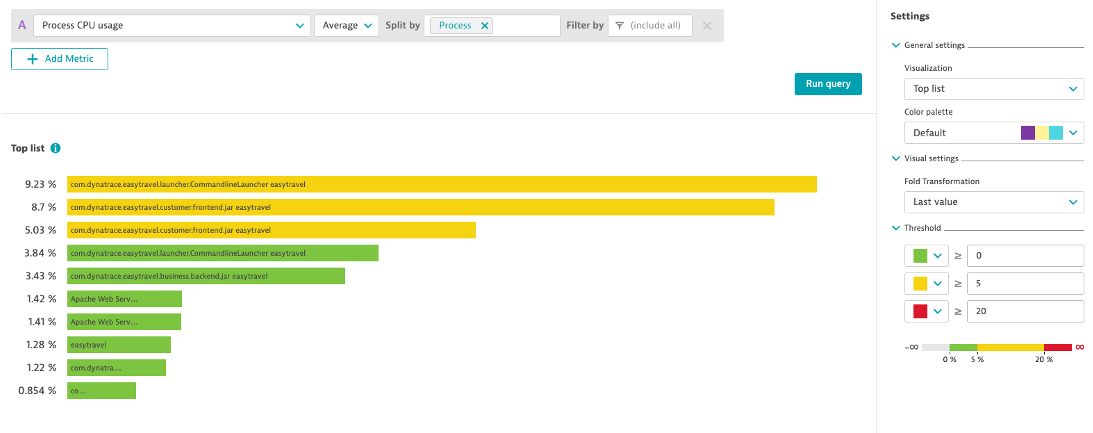 A Process CPU usage Average Split by Process × Filter by (include all) ×
+ Add Metric
Run query
Top list i
9.23 % com.dynatrace.easytravel.launcher.CommandlineLauncher easytravel
8.7 % com.dynatrace.easytravel.customer.frontend.jar easytravel
5.03 % com.dynatrace.easytravel.customer.frontend.jar easytravel
3.84 % com.dynatrace.easytravel.launcher.CommandlineLauncher easytravel
3.43 % com.dynatrace.easytravel.business.backend.jar easytravel
1.42 % Apache Web Serv...
1.41 % Apache Web Serv...
1.28 % easytravel
1.22 % com.dynatra...
0.854 % co...
Settings
General settings
Visualization
Top list
Color palette
Default
Visual settings
Fold Transformation
Last value
Threshold
≥ 0
≥ 5
≥ 20
-∞ ∞
0 % 5 % 20 %